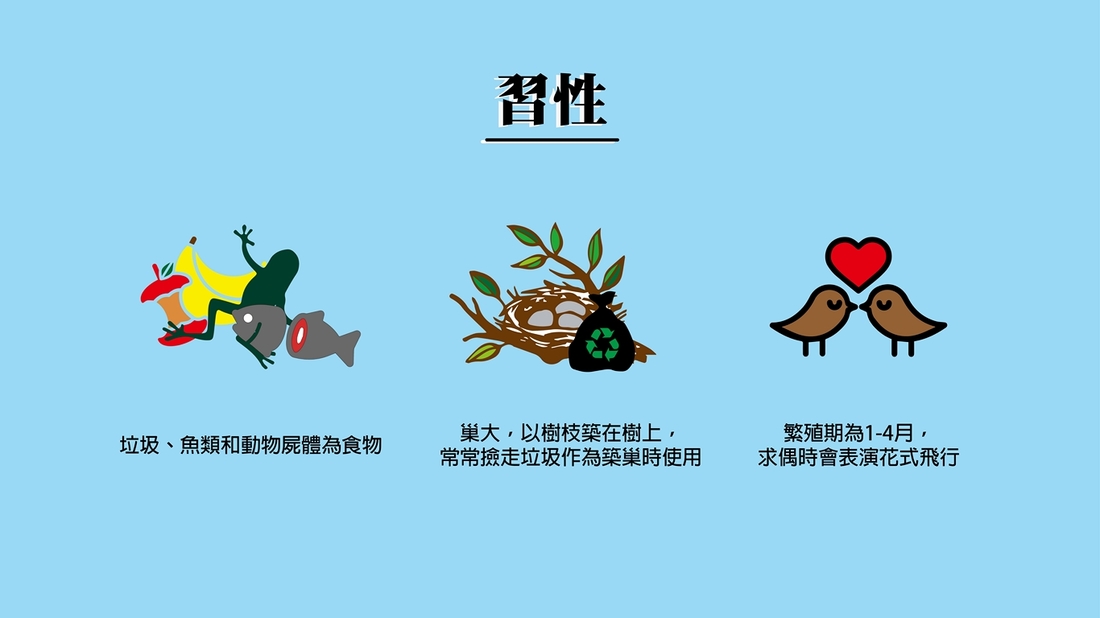 習性
垃圾、魚類和動物屍體為食物
巢大，以樹枝築在樹上，
常常撿走垃圾作為築巢時使用
繁殖期為1-4月，
求偶時會表演花式飛行